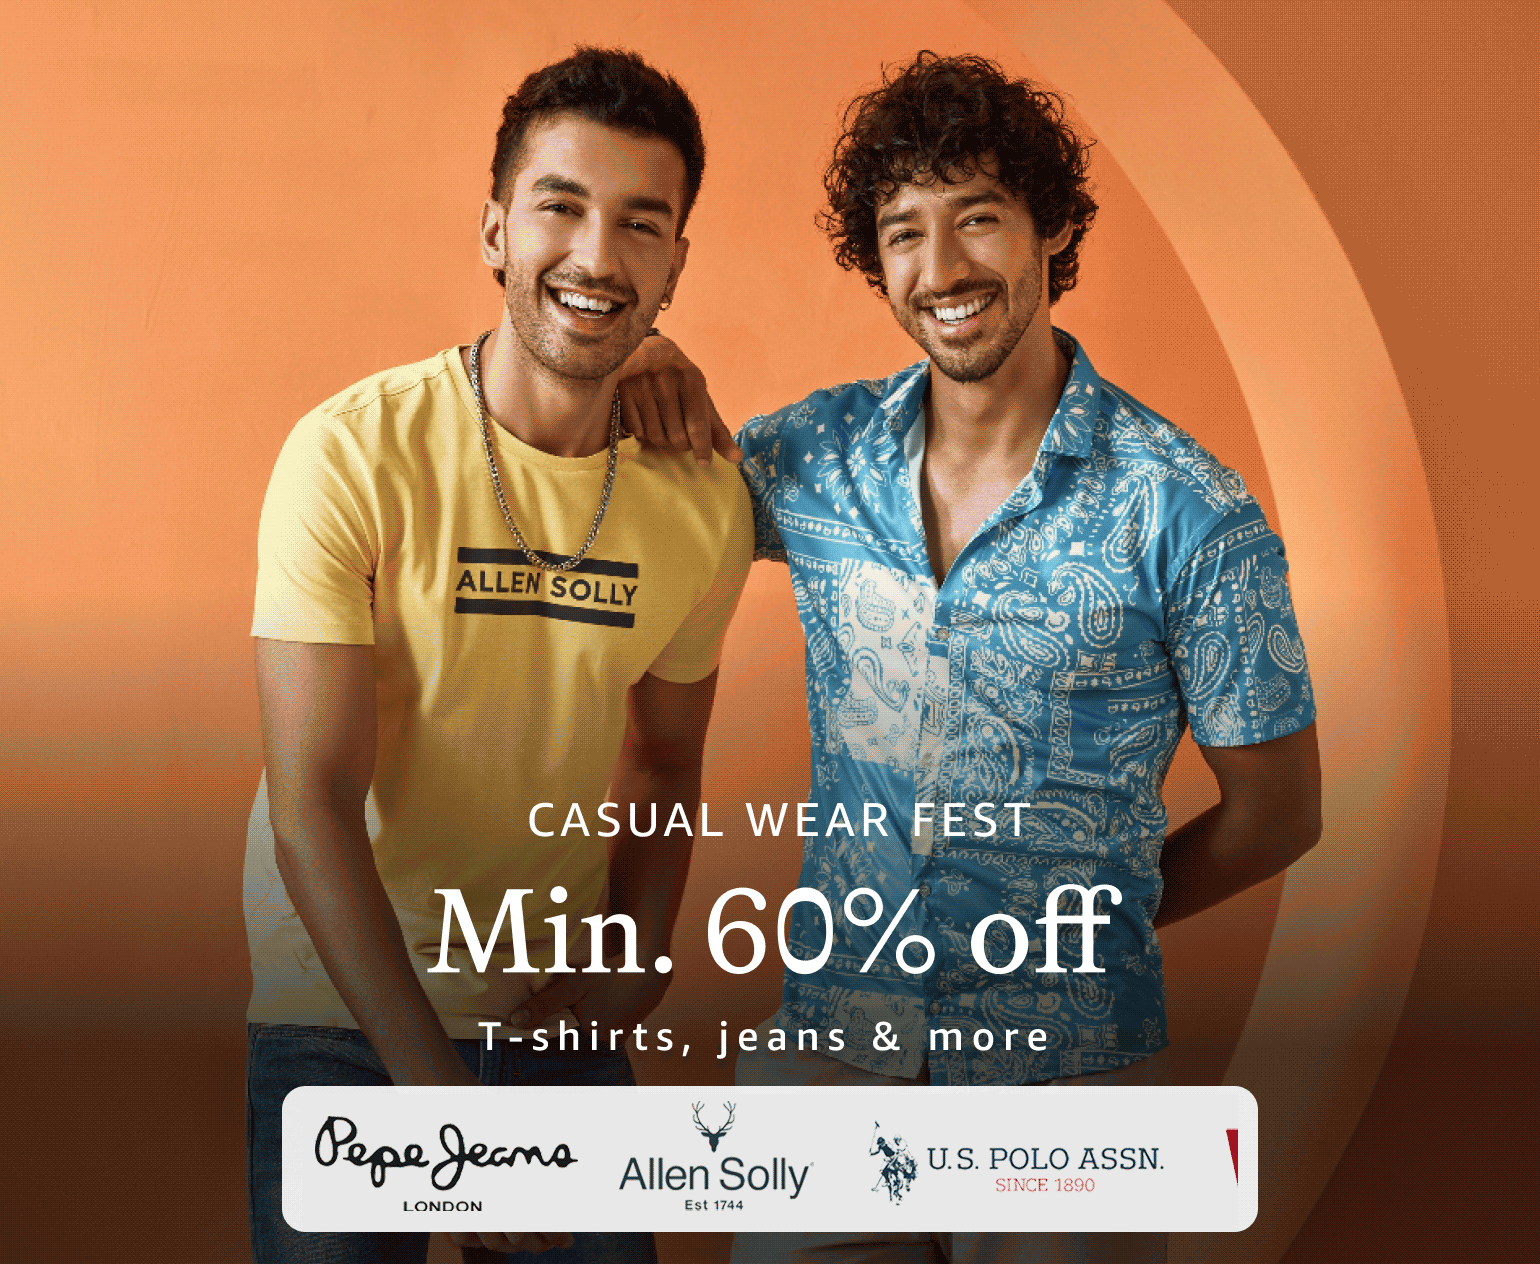 ALLEN SOLLY
CASUAL WEAR FEST
Min. 60% off
T-shirts, jeans & more
Pepe Jeans
LONDON
Allen Solly
Est 1744
U.S. POLO ASSN.
SINCE 1890